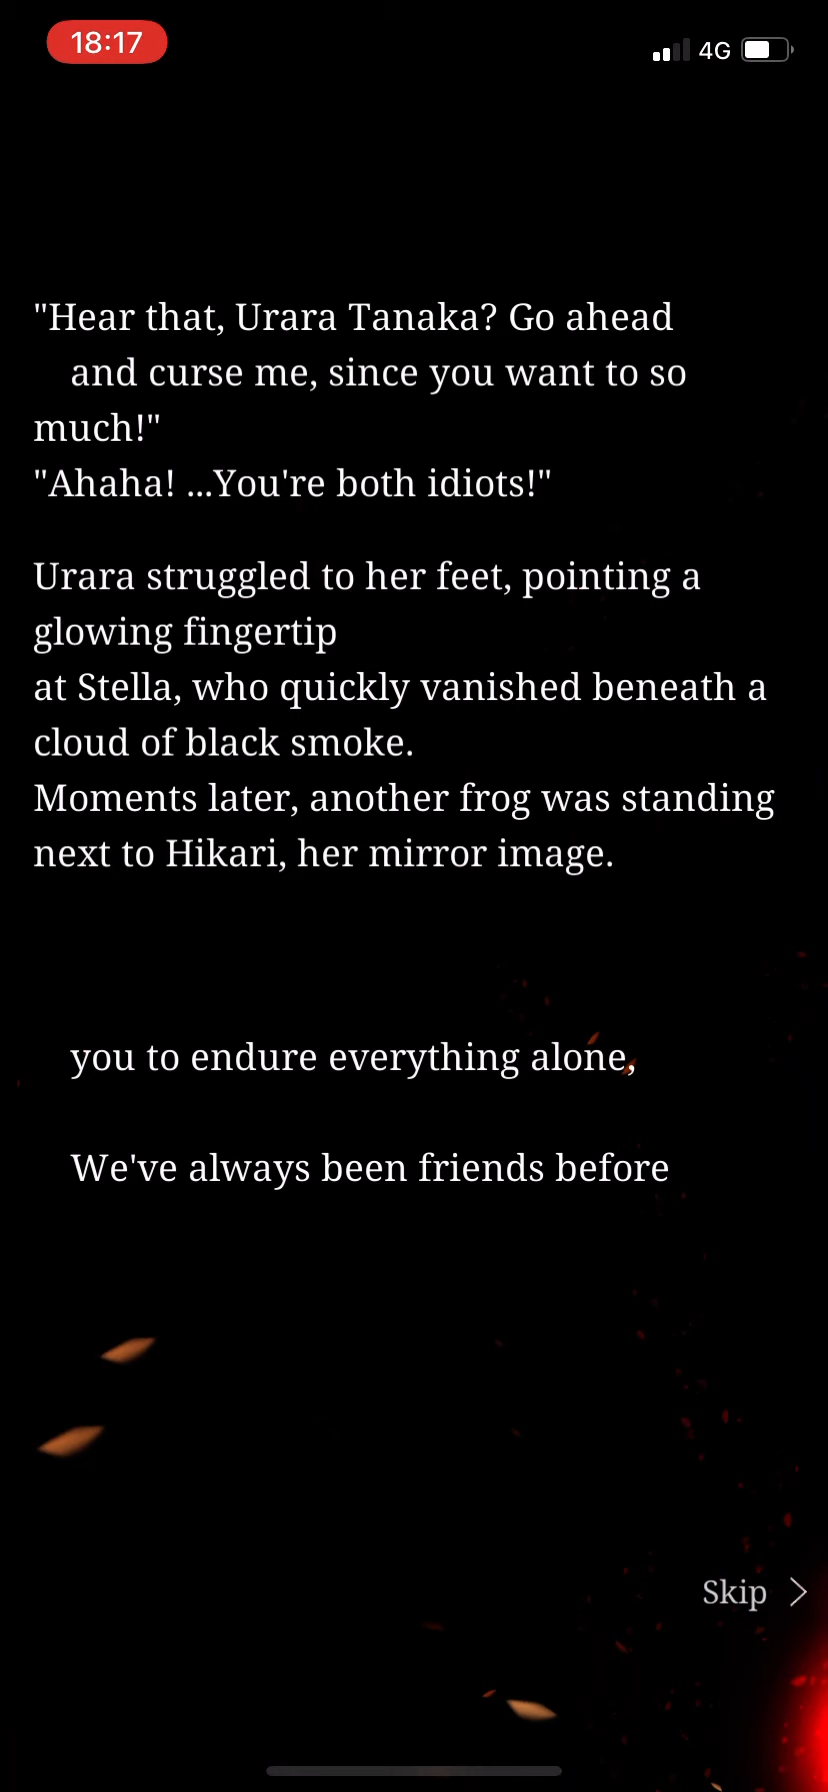 18:17
4G
"Hear that, Urara Tanaka? Go ahead
and curse me, since you want to so
much!"
"Ahaha! ...You're both idiots!"
Urara struggled to her feet, pointing a
glowing fingertip
at Stella, who quickly vanished beneath a
cloud of black smoke.
Moments later, another frog was standing
next to Hikari, her mirror image.
you to endure everything alone,
We've always been friends before
Skip